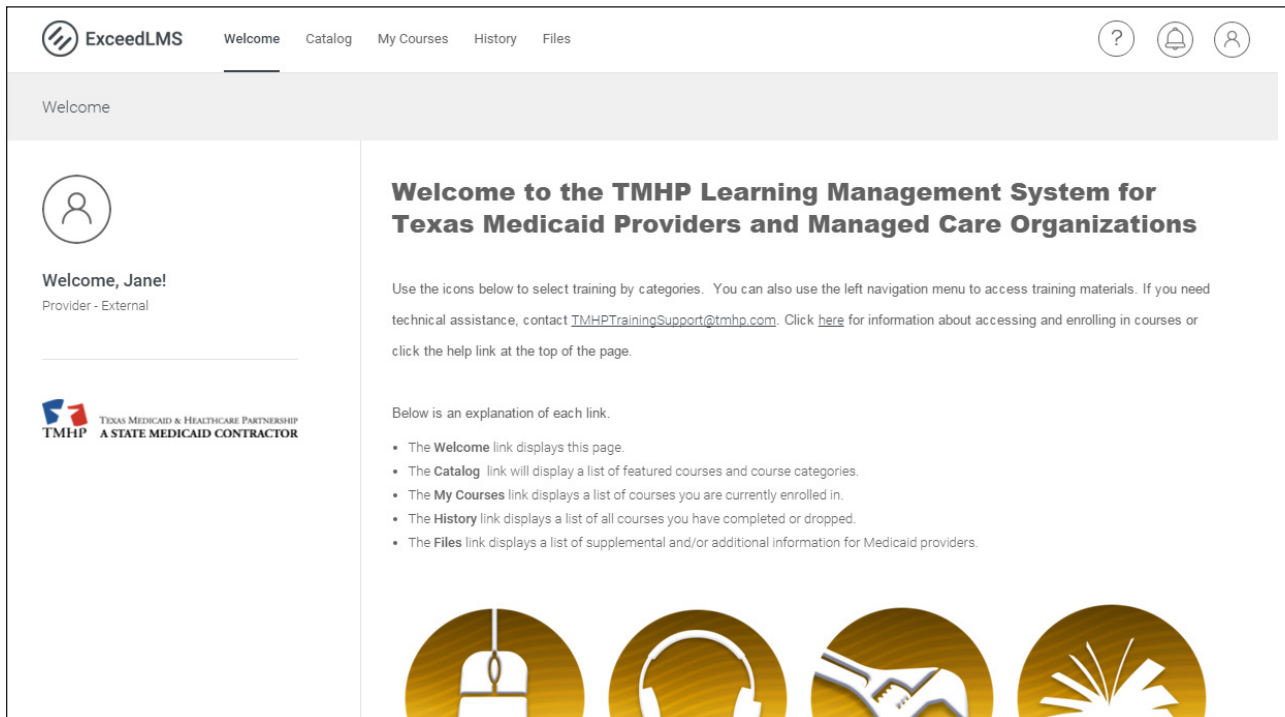 ExceedLMS Welcome Catalog My Courses History Files ?
Welcome
Welcome, Jane!
Provider - External
TMHP TEXAS MEDICAID & HEALTHCARE PARTNERSHIP
A STATE MEDICAID CONTRACTOR
Welcome to the TMHP Learning Management System for
Texas Medicaid Providers and Managed Care Organizations
Use the icons below to select training by categories. You can also use the left navigation menu to access training materials. If you need
technical assistance, contact TMHPTrainingSupport@tmhp.com. Click here for information about accessing and enrolling in courses or
click the help link at the top of the page.
Below is an explanation of each link.
• The Welcome link displays this page.
• The Catalog link will display a list of featured courses and course categories.
• The My Courses link displays a list of courses you are currently enrolled in.
• The History link displays a list of all courses you have completed or dropped.
• The Files link displays a list of supplemental and/or additional information for Medicaid providers.